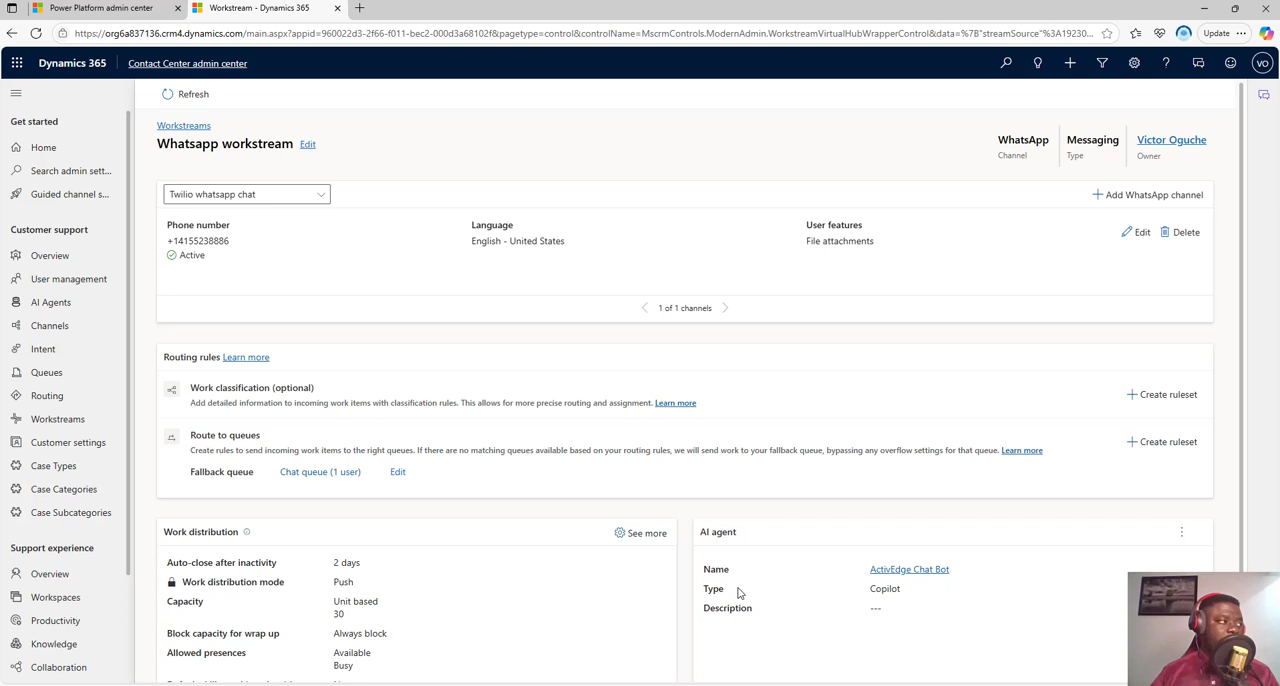 Power Platform admin center
Workstream - Dynamics 365
https://org6a837136.crm4.dynamics.com/main.aspx?appid=960022d3-2f66-f011-bec2-000d3a68102f&pagetype=control&controlName=MscrmControls.ModernAdmin.WorkstreamVirtualHubWrapperControl&data=%7B"streamSource"%3A19230...
Update
Dynamics 365
Contact Center admin center
VO
Refresh
Get started
Home
Search admin sett...
Guided channel s...
Customer support
Overview
User management
AI Agents
Channels
Intent
Queues
Routing
Workstreams
Customer settings
Case Types
Case Categories
Case Subcategories
Support experience
Overview
Workspaces
Productivity
Knowledge
Collaboration
Workstreams
Whatsapp workstream Edit
WhatsApp
Channel
Messaging
Type
Victor Oguche
Owner
Twilio whatsapp chat
Add WhatsApp channel
Phone number
+14155238886
Active
Language
English - United States
User features
File attachments
Edit
Delete
1 of 1 channels
Routing rules Learn more
Work classification (optional)
Add detailed information to incoming work items with classification rules. This allows for more precise routing and assignment. Learn more
Create ruleset
Route to queues
Create rules to send incoming work items to the right queues. If there are no matching queues available based on your routing rules, we will send work to your fallback queue, bypassing any overflow settings for that queue. Learn more
Create ruleset
Fallback queue Chat queue (1 user) Edit
Work distribution
See more
Auto-close after inactivity 2 days
Work distribution mode Push
Capacity Unit based
30
Block capacity for wrap up Always block
Allowed presences Available
Busy
AI agent
Name ActivEdge Chat Bot
Type Copilot
Description ---